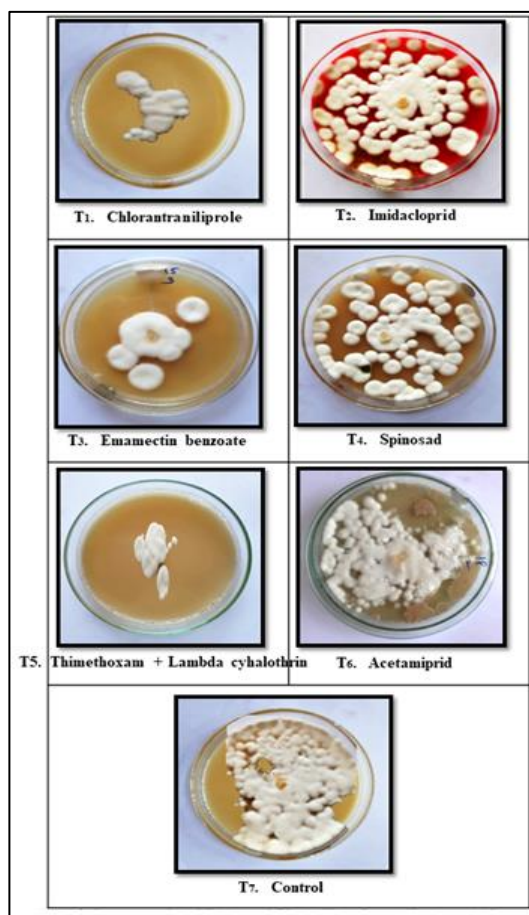 T1. Chlorantraniliprole
T2. Imidacloprid
T3. Emamectin benzoate
T4. Spinosad
T5. Thimethoxam + Lambda cyhalothrin
T6. Acetamiprid
T7. Control